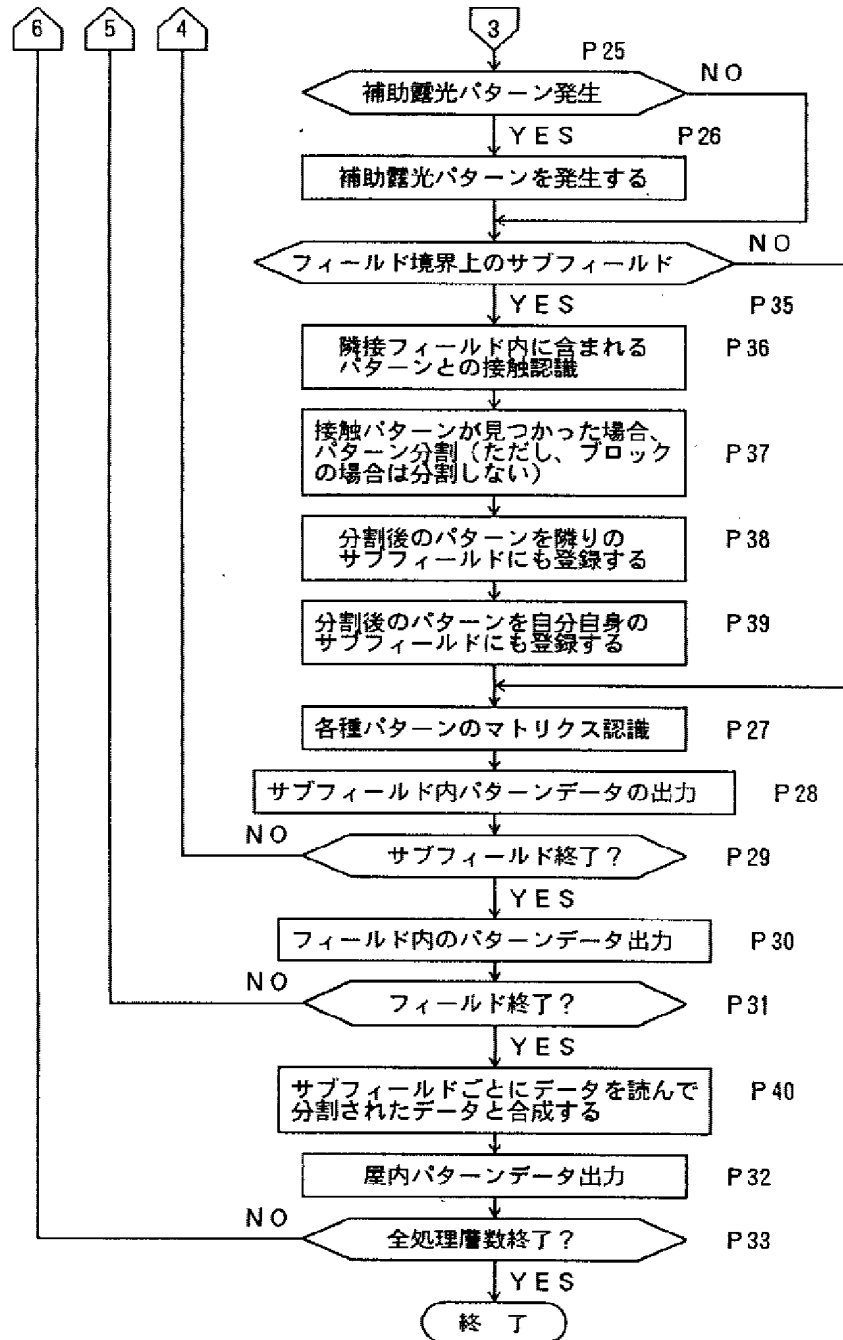 6
5
4
3
P25
補助露光パターン発生
NO
YES
P26
補助露光パターンを発生する
NO
フィールド境界上のサブフィールド
YES
P35
隣接フィールド内に含まれる
パターンとの接触認識
P36
接触パターンが見つかった場合、
パターン分割（ただし、ブロック
の場合は分割しない）
P37
分割後のパターンを隣りの
サブフィールドにも登録する
P38
分割後のパターンを自分自身の
サブフィールドにも登録する
P39
各種パターンのマトリクス認識
P27
サブフィールド内パターンデータの出力
P28
NO
サブフィールド終了？
P29
YES
フィールド内のパターンデータ出力
P30
NO
フィールド終了？
P31
YES
サブフィールドごとにデータを読んで
分割されたデータと合成する
P40
屋内パターンデータ出力
P32
NO
全処理層数終了？
P33
YES
終 了